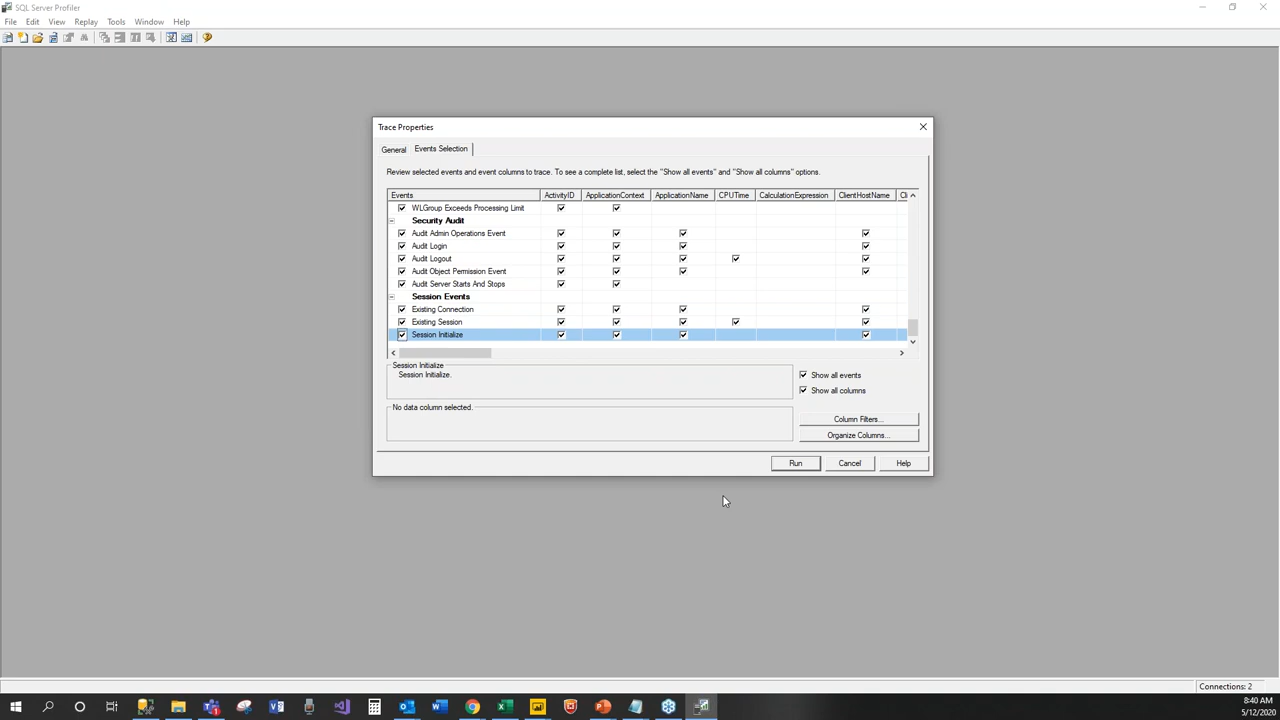 SQL Server Profiler
File Edit View Replay Tools Window Help
Trace Properties
General Events Selection
Review selected events and event columns to trace. To see a complete list, select the "Show all events" and "Show all columns" options.
Events ActivityID ApplicationContext ApplicationName CPUTime CalculationExpression ClientHostName Cli
WLGroup Exceeds Processing Limit
Security Audit
Audit Admin Operations Event
Audit Login
Audit Logout
Audit Object Permission Event
Audit Server Starts And Stops
Session Events
Existing Connection
Existing Session
Session Initialize
Session Initialize
Session Initialize.
Show all events
Show all columns
No data column selected.
Column Filters...
Organize Columns...
Run Cancel Help
Connections: 2
8:40 AM
5/12/2020